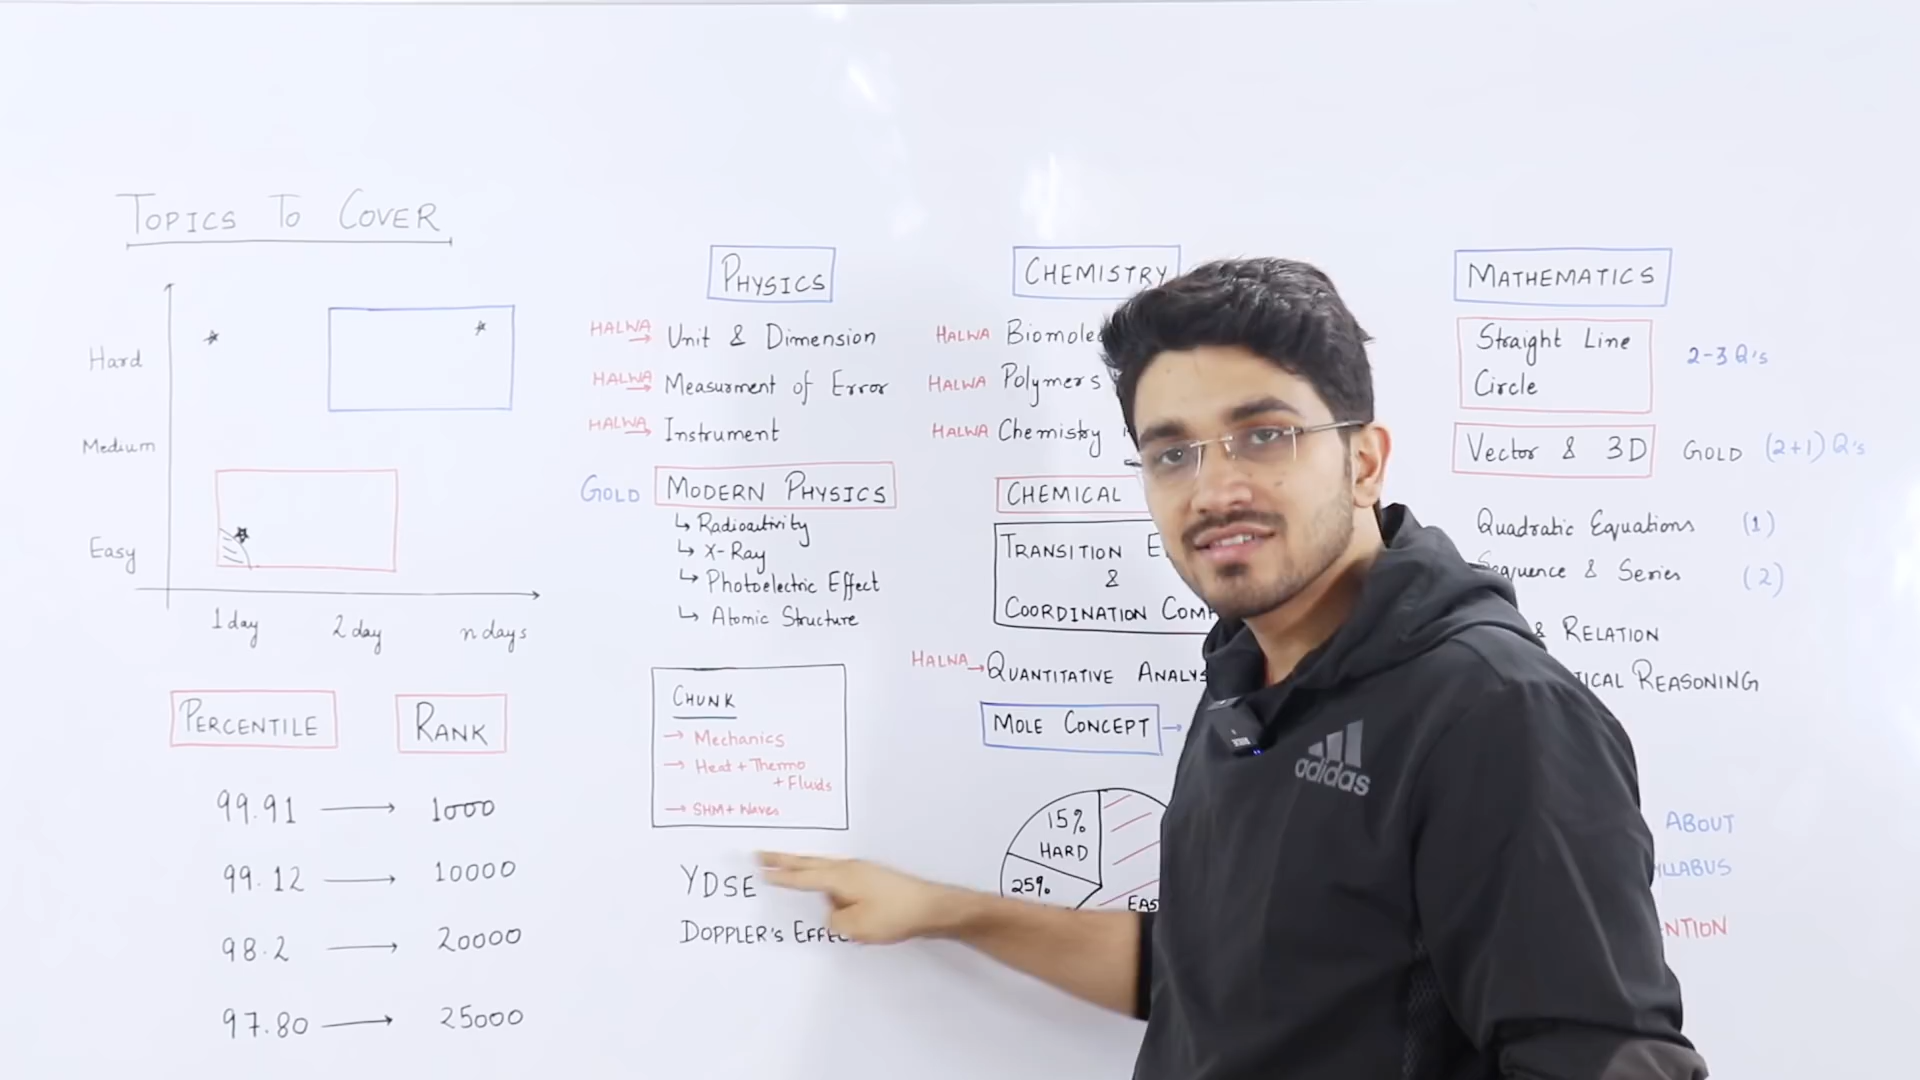 TOPICS TO COVER
Hard
Medium
Easy
1 day
2 day
n days
PERCENTILE
RANK
99.91 → 1000
99.12 → 10000
98.2 → 20000
97.80 → 25000
PHYSICS
HALWA → Unit & Dimension
HALWA → Measurment of Error
HALWA → Instrument
GOLD MODERN PHYSICS
↳ Radioactivity
↳ X-Ray
↳ Photoelectric Effect
↳ Atomic Structure
CHUNK
→ Mechanics
→ Heat + Thermo
+ Fluids
→ SHM + Waves
YDSE
DOPPLER'S
CHEMISTRY
HALWA
HALWA Polymers
HALWA Chemistry
CHEMICAL
TRANSITION
&
COORDINATION
HALWA → QUANTITATIVE
MOLE CONCEPT →
15%
HARD
25%
MATHEMATICS
Straight Line
Circle
2-3 Q's
Vector & 3D GOLD (2+1) Q's
Quadratic Equations (1)
Sequence & Series (2)
& RELATION
REASONING
ABOUT
adidas